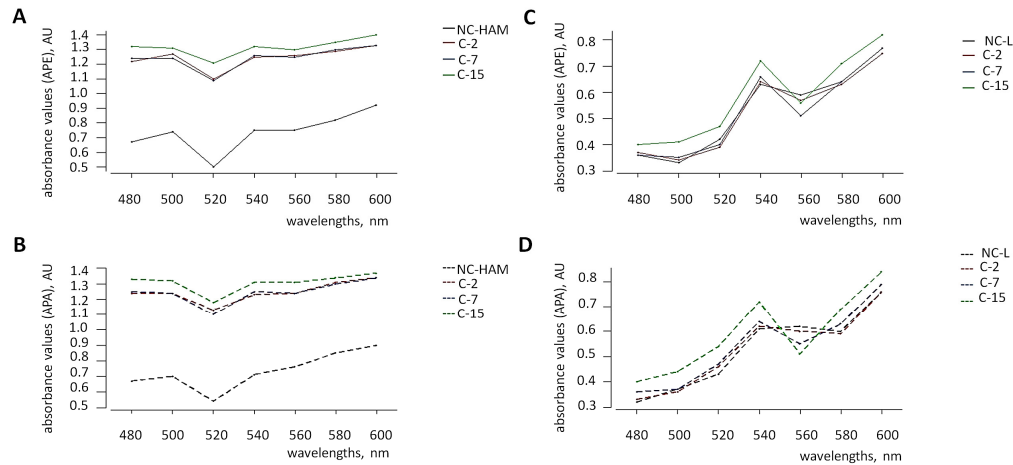 A
absorbance values (APE), AU
1.4
1.3
1.2
1.1
1.0
0.9
0.8
0.7
0.6
0.5
480 500 520 540 560 580 600
wavelengths, nm
NC-HAM
C-2
C-7
C-15
C
absorbance values (APE), AU
0.8
0.7
0.6
0.5
0.4
0.3
480 500 520 540 560 580 600
wavelengths, nm
NC-L
C-2
C-7
C-15
B
absorbance values (APA), AU
1.4
1.3
1.2
1.1
1.0
0.9
0.8
0.7
0.6
0.5
480 500 520 540 560 580 600
wavelengths, nm
NC-HAM
C-2
C-7
C-15
D
absorbance values (APA), AU
0.8
0.7
0.6
0.5
0.4
0.3
480 500 520 540 560 580 600
wavelengths, nm
NC-L
C-2
C-7
C-15